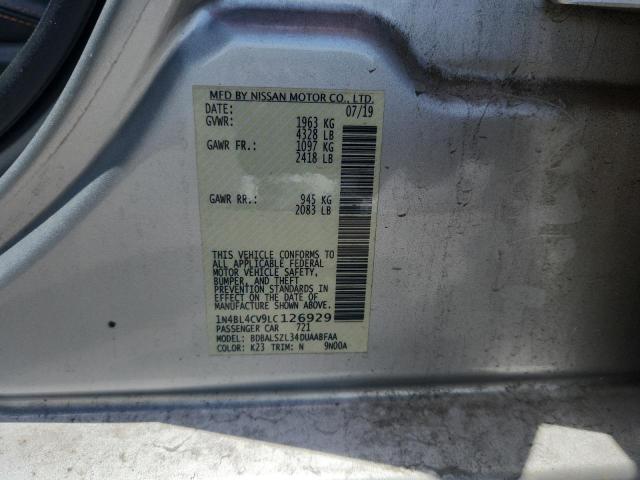 MFD BY NISSAN MOTOR CO., LTD.
DATE: 07/19
GVWR: 1963 KG
4328 LB
GAWR FR.: 1097 KG
2418 LB
GAWR RR.: 945 KG
2083 LB
THIS VEHICLE CONFORMS TO
ALL APPLICABLE FEDERAL
MOTOR VEHICLE SAFETY,
BUMPER, AND THEFT
PREVENTION STANDARDS IN
EFFECT ON THE DATE OF
MANUFACTURE SHOWN ABOVE.
1N4BL4CV9LC126929
PASSENGER CAR 721
MODEL: BDBALSZL34DUAABFAA
COLOR: K23 TRIM: N 9N00A